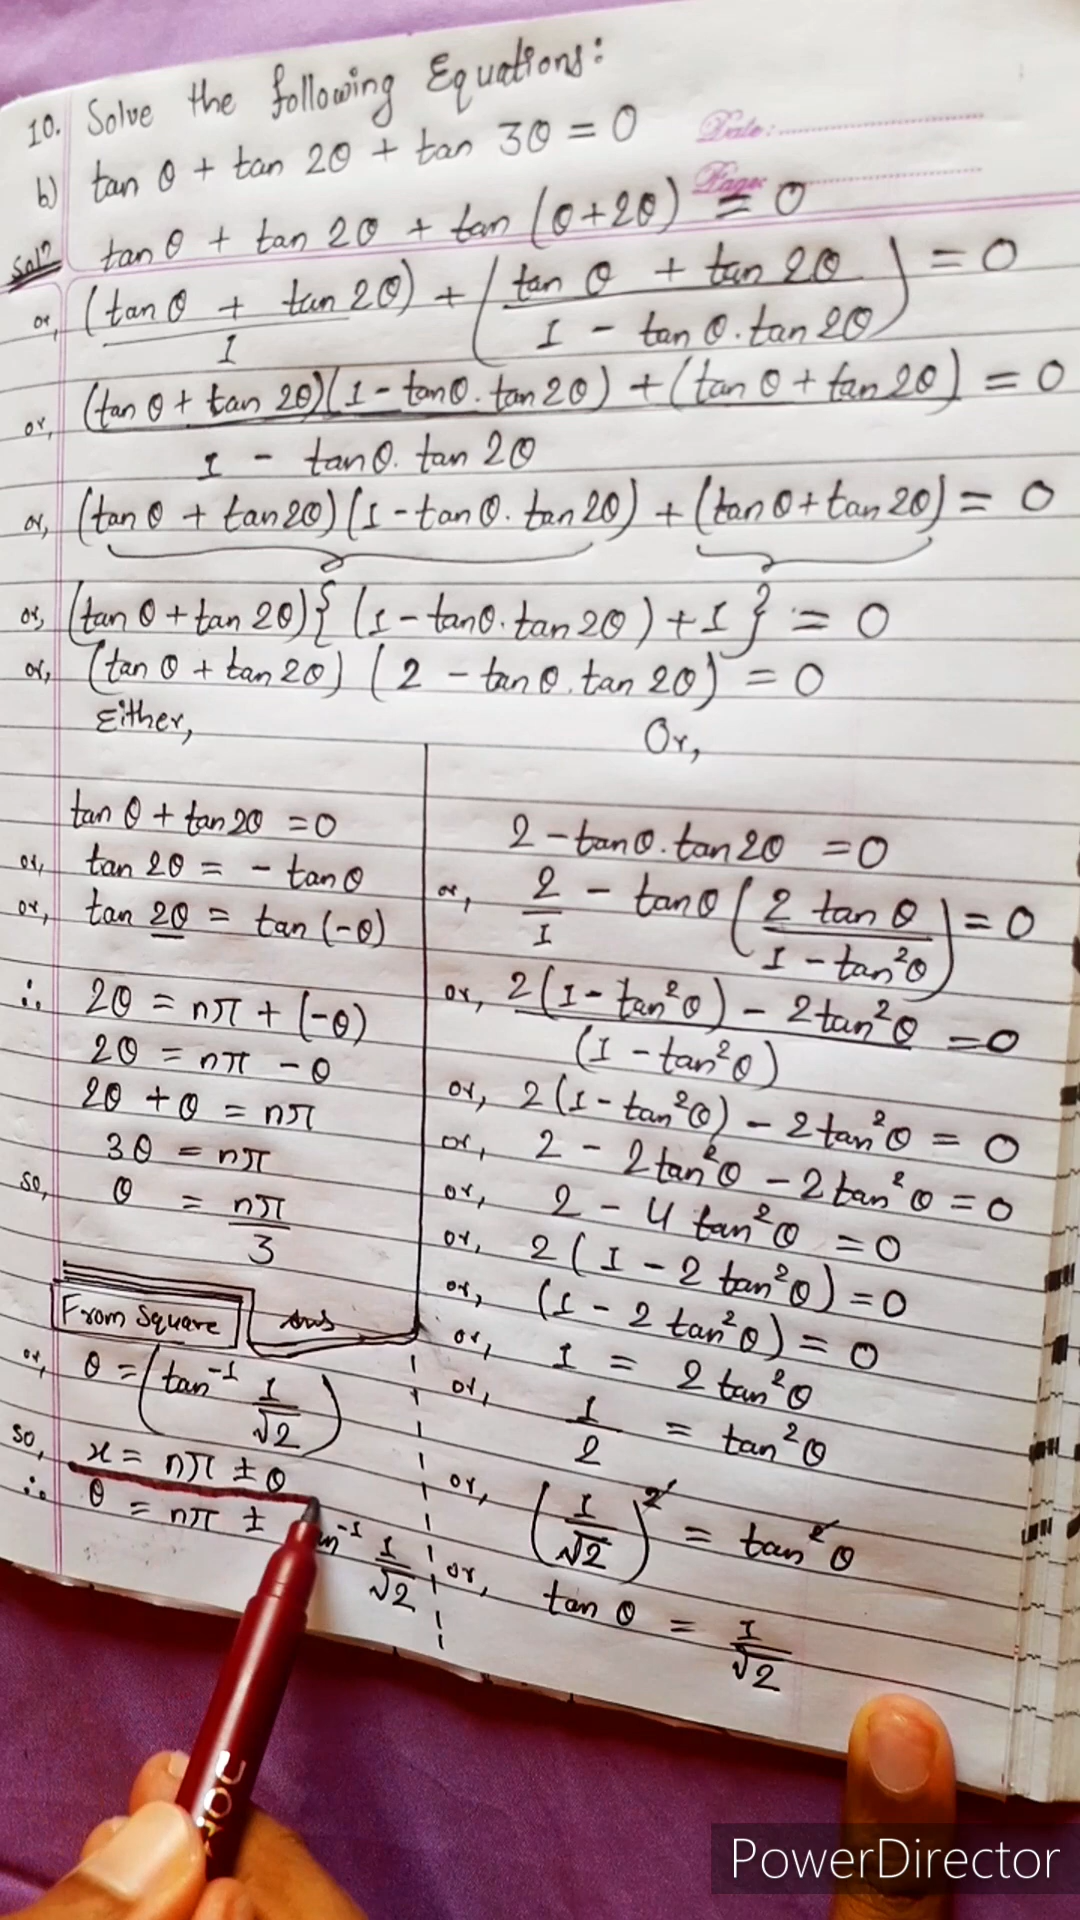 10. Solve the following Equations:
b) tan θ + tan 2θ + tan 3θ = 0
Date:
Page:
Solⁿ tan θ + tan 2θ + tan (θ+2θ) = 0
or, (tan θ + tan 2θ)/1 + ((tan θ + tan 2θ)/(1 - tan θ . tan 2θ)) = 0
or, ((tan θ + tan 2θ)(1 - tan θ . tan 2θ) + (tan θ + tan 2θ))/(1 - tan θ . tan 2θ) = 0
or, (tan θ + tan 2θ)(1 - tan θ . tan 2θ) + (tan θ + tan 2θ) = 0
or, (tan θ + tan 2θ){(1 - tan θ . tan 2θ) + 1} = 0
or, (tan θ + tan 2θ) (2 - tan θ . tan 2θ) = 0
Either,
tan θ + tan 2θ = 0
or, tan 2θ = - tan θ
or, tan 2θ = tan (-θ)
∴ 2θ = nπ + (-θ)
2θ = nπ - θ
2θ + θ = nπ
3θ = nπ
so, θ = nπ/3
Ans
Or,
2 - tan θ . tan 2θ = 0
or, 2/1 - tan θ (2 tan θ/(1 - tan²θ)) = 0
or, (2(1 - tan²θ) - 2tan²θ)/(1 - tan²θ) = 0
or, 2(1 - tan²θ) - 2tan²θ = 0
or, 2 - 2tan²θ - 2tan²θ = 0
or, 2 - 4 tan²θ = 0
or, 2(1 - 2 tan²θ) = 0
or, (1 - 2 tan²θ) = 0
or, 1 = 2 tan²θ
or, 1/2 = tan²θ
or, (1/√2)² = tan²θ
or, tan θ = 1/√2
From Square
or, θ = (tan⁻¹ 1/√2)
so, x = nπ ± θ
∴ θ = nπ ± n⁻¹ 1/√2
PowerDirector